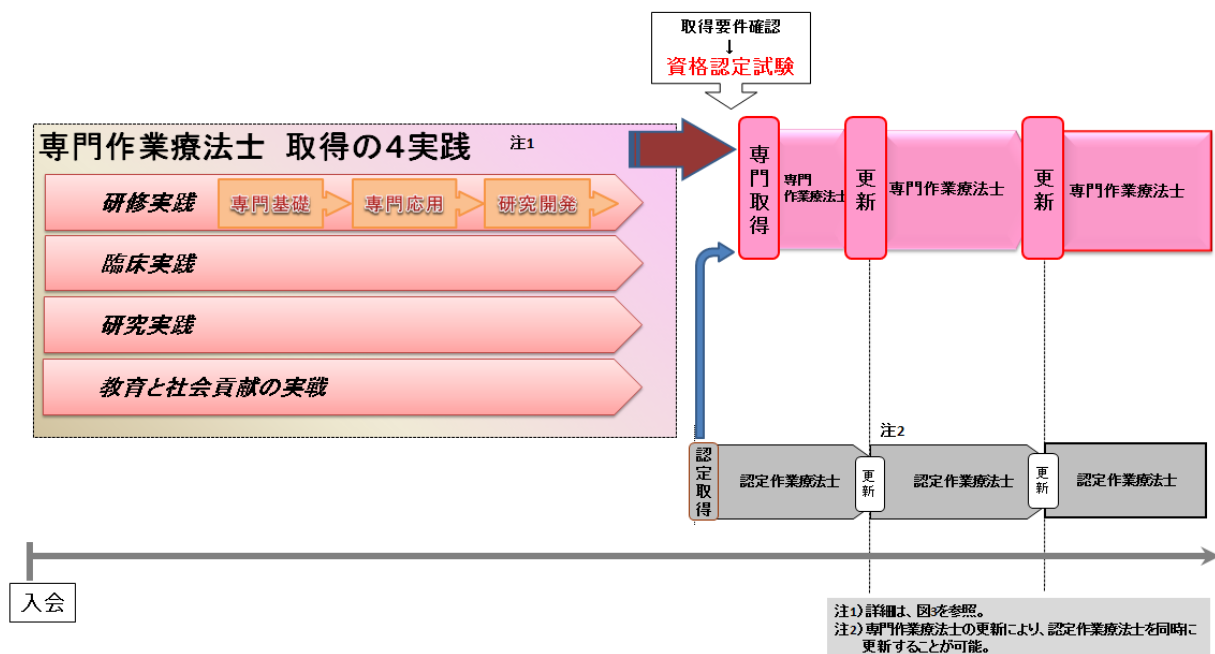 取得要件確認
↓
資格認定試験
専門作業療法士 取得の4実践 注1
研修実践
専門基礎
専門応用
研究開発
臨床実践
研究実践
教育と社会貢献の実戦
専門取得
専門
作業療法士
更新
専門作業療法士
更新
専門作業療法士
認定取得
認定作業療法士
更新
注2
認定作業療法士
更新
認定作業療法士
入会
注1)詳細は、図3を参照。
注2)専門作業療法士の更新により、認定作業療法士を同時に
更新することが可能。